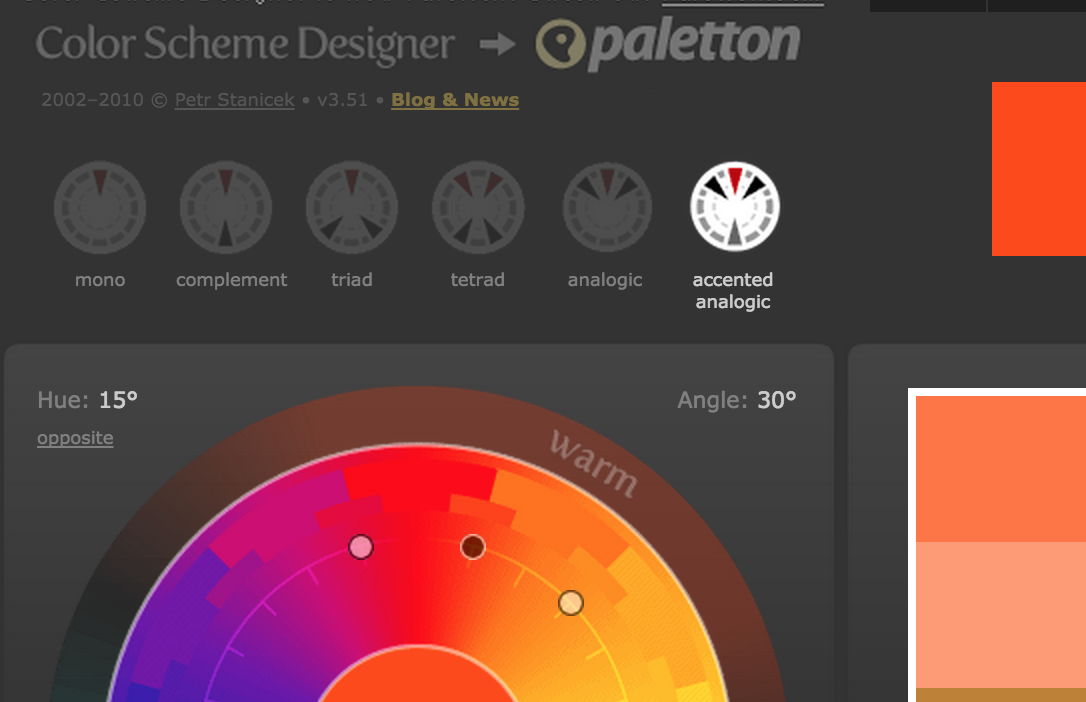 Color Scheme Designer → paletton
2002–2010 © Petr Stanicek • v3.51 • Blog & News
mono complement triad tetrad analogic accented
analogic
Hue: 15° Angle: 30°
opposite
warm